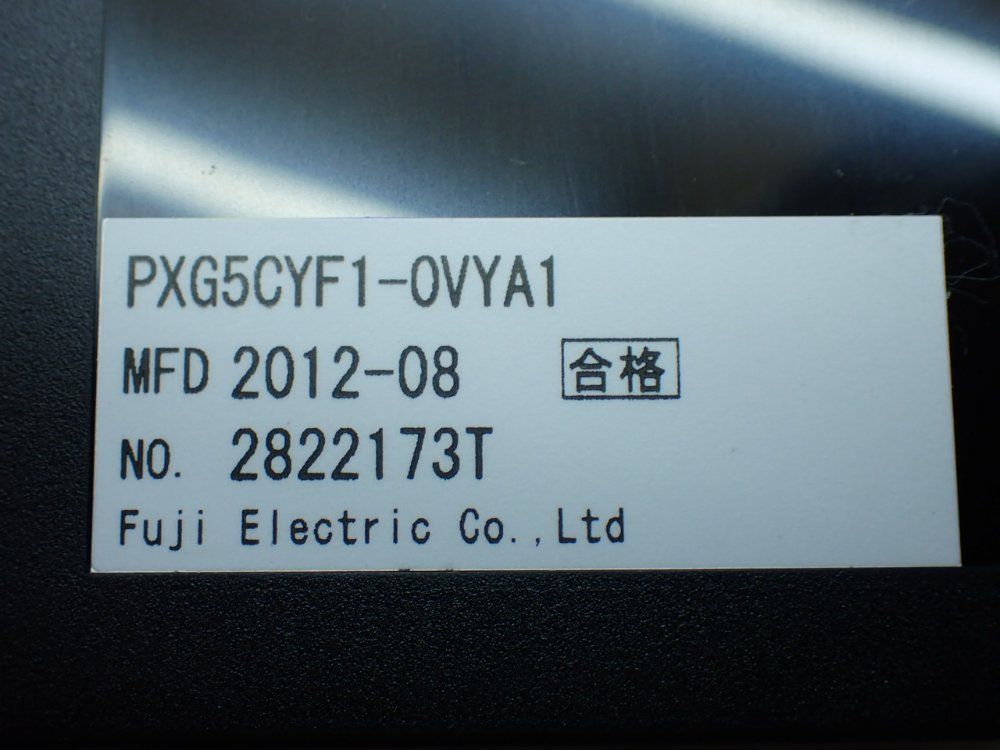 PXG5CYF1-0VYA1
MFD 2012-08 合格
NO. 2822173T
Fuji Electric Co.,Ltd